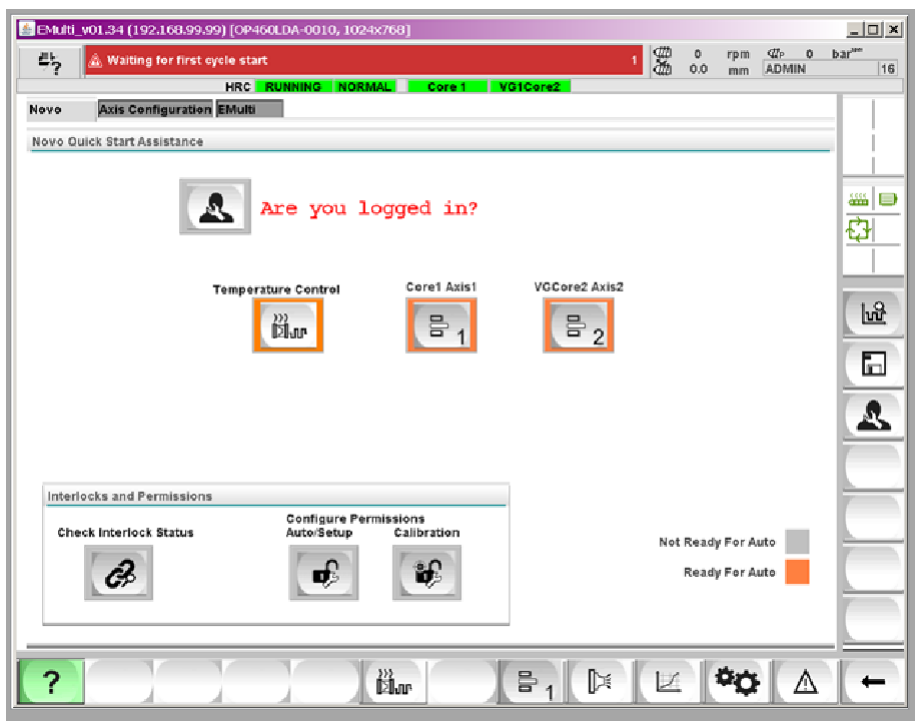 EMulti_v01.34 (192.168.99.99) [OP460LDA-0010, 1024x768]
Waiting for first cycle start 1
0 rpm 0 bar
0.0 mm ADMIN 16
HRC RUNNING NORMAL Core 1 VG1Core2
Novo Axis Configuration EMulti
Novo Quick Start Assistance
Are you logged in?
Temperature Control Core1 Axis1 VGCore2 Axis2
1 2
Interlocks and Permissions
Configure Permissions
Check Interlock Status Auto/Setup Calibration
Not Ready For Auto
Ready For Auto
? 1